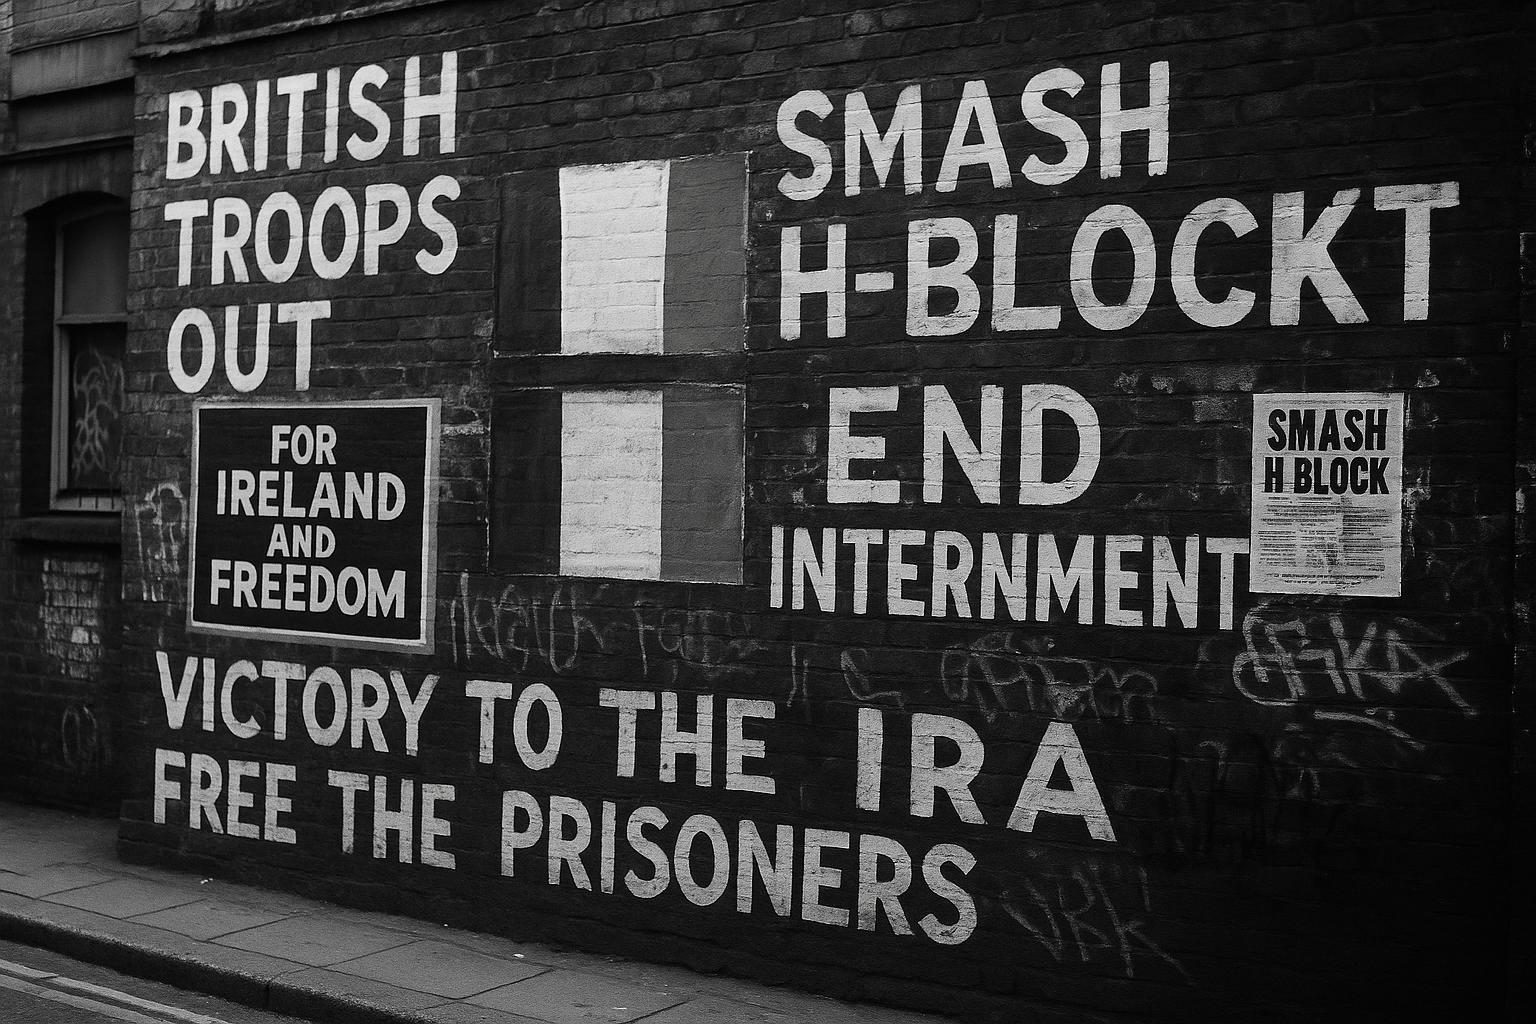 BRITISH
TROOPS
OUT
FOR
IRELAND
AND
FREEDOM
SMASH
H-BLOCKT
END
INTERNMENT
SMASH
H BLOCK
VICTORY TO THE IRA
FREE THE PRISONERS